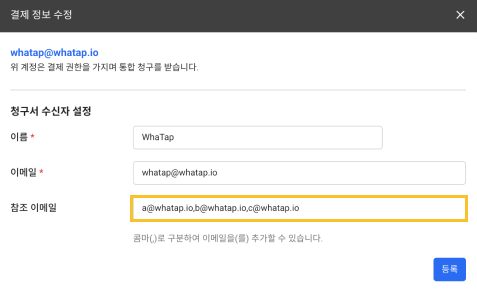 결제 정보 수정
whatap@whatap.io
위 계정은 결제 권한을 가지며 통합 청구를 받습니다.
청구서 수신자 설정
이름 *
WhaTap
이메일 *
whatap@whatap.io
참조 이메일
a@whatap.io,b@whatap.io,c@whatap.io
콤마(,)로 구분하여 이메일을(를) 추가할 수 있습니다.
등록